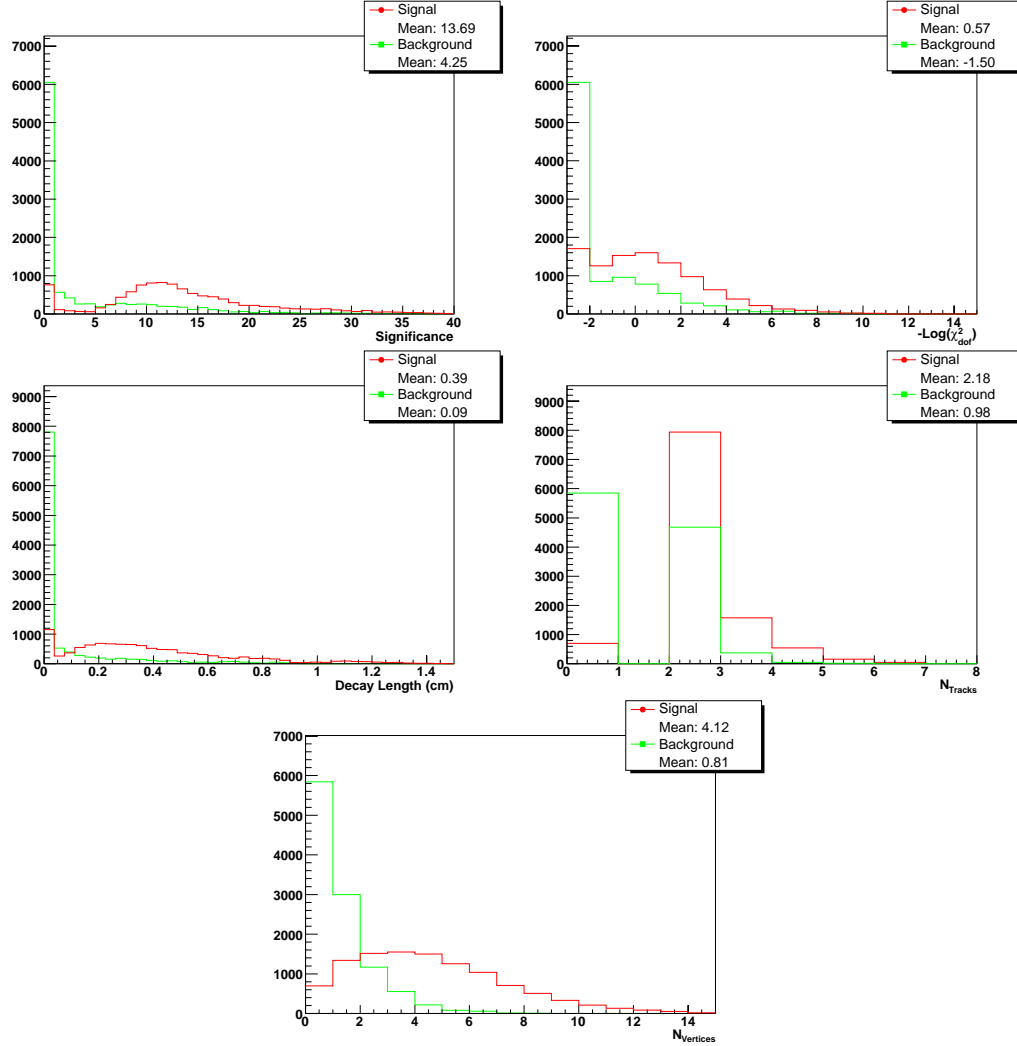 Signal
Mean: 13.69
Background
Mean: 4.25
7000
6000
5000
4000
3000
2000
1000
0
0 5 10 15 20 25 30 35 40
Significance
Signal
Mean: 0.57
Background
Mean: -1.50
7000
6000
5000
4000
3000
2000
1000
0
-2 0 2 4 6 8 10 12 14
-Log(χ²dof)
Signal
Mean: 0.39
Background
Mean: 0.09
9000
8000
7000
6000
5000
4000
3000
2000
1000
0
0 0.2 0.4 0.6 0.8 1 1.2 1.4
Decay Length (cm)
Signal
Mean: 2.18
Background
Mean: 0.98
9000
8000
7000
6000
5000
4000
3000
2000
1000
0
0 1 2 3 4 5 6 7 8
NTracks
Signal
Mean: 4.12
Background
Mean: 0.81
7000
6000
5000
4000
3000
2000
1000
0
0 2 4 6 8 10 12 14
NVertices